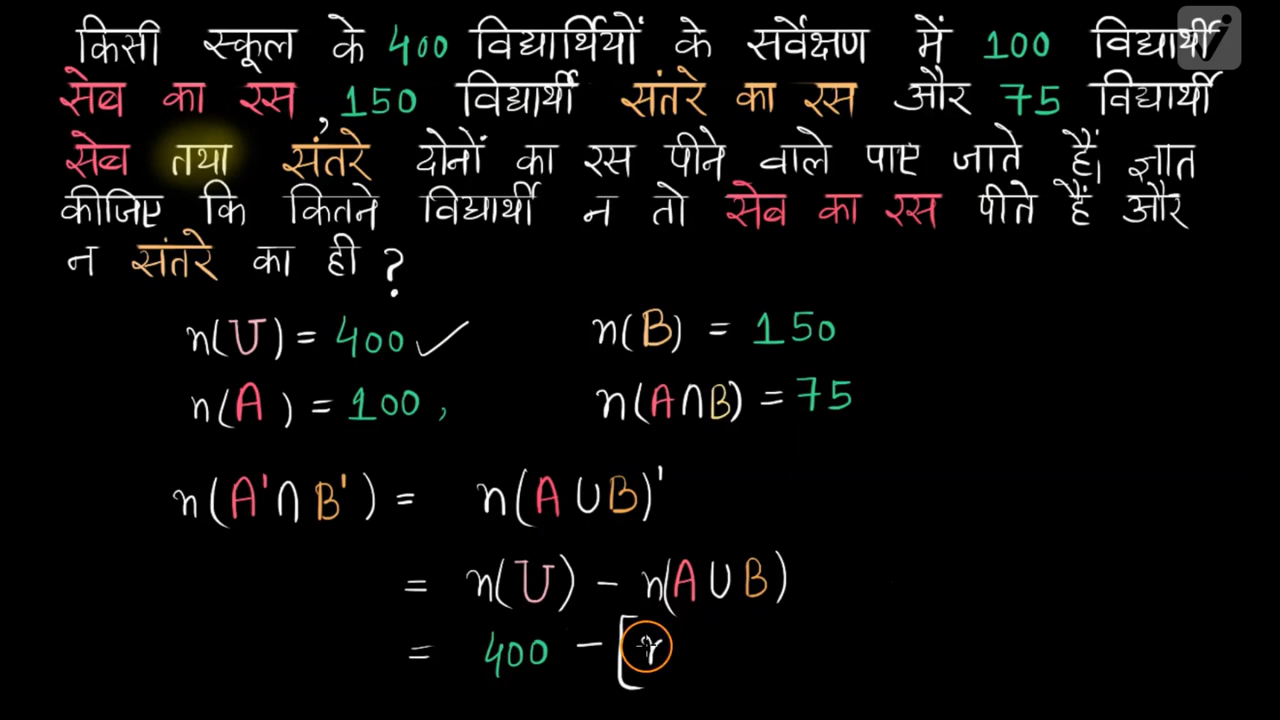 किसी स्कूल के 400 विद्यार्थियों के सर्वेक्षण में 100 विद्यार्थी
सेब का रस, 150 विद्यार्थी संतरे का रस और 75 विद्यार्थी
सेब तथा संतरे दोनों का रस पीने वाले पाए जाते हैं। ज्ञात
कीजिए कि कितने विद्यार्थी न तो सेब का रस पीते हैं और
न संतरे का ही ?
n(U) = 400 ✓ n(B) = 150
n(A) = 100, n(A∩B) = 75
n(A'∩B') = n(A∪B)'
= n(U) - n(A∪B)
= 400 - [